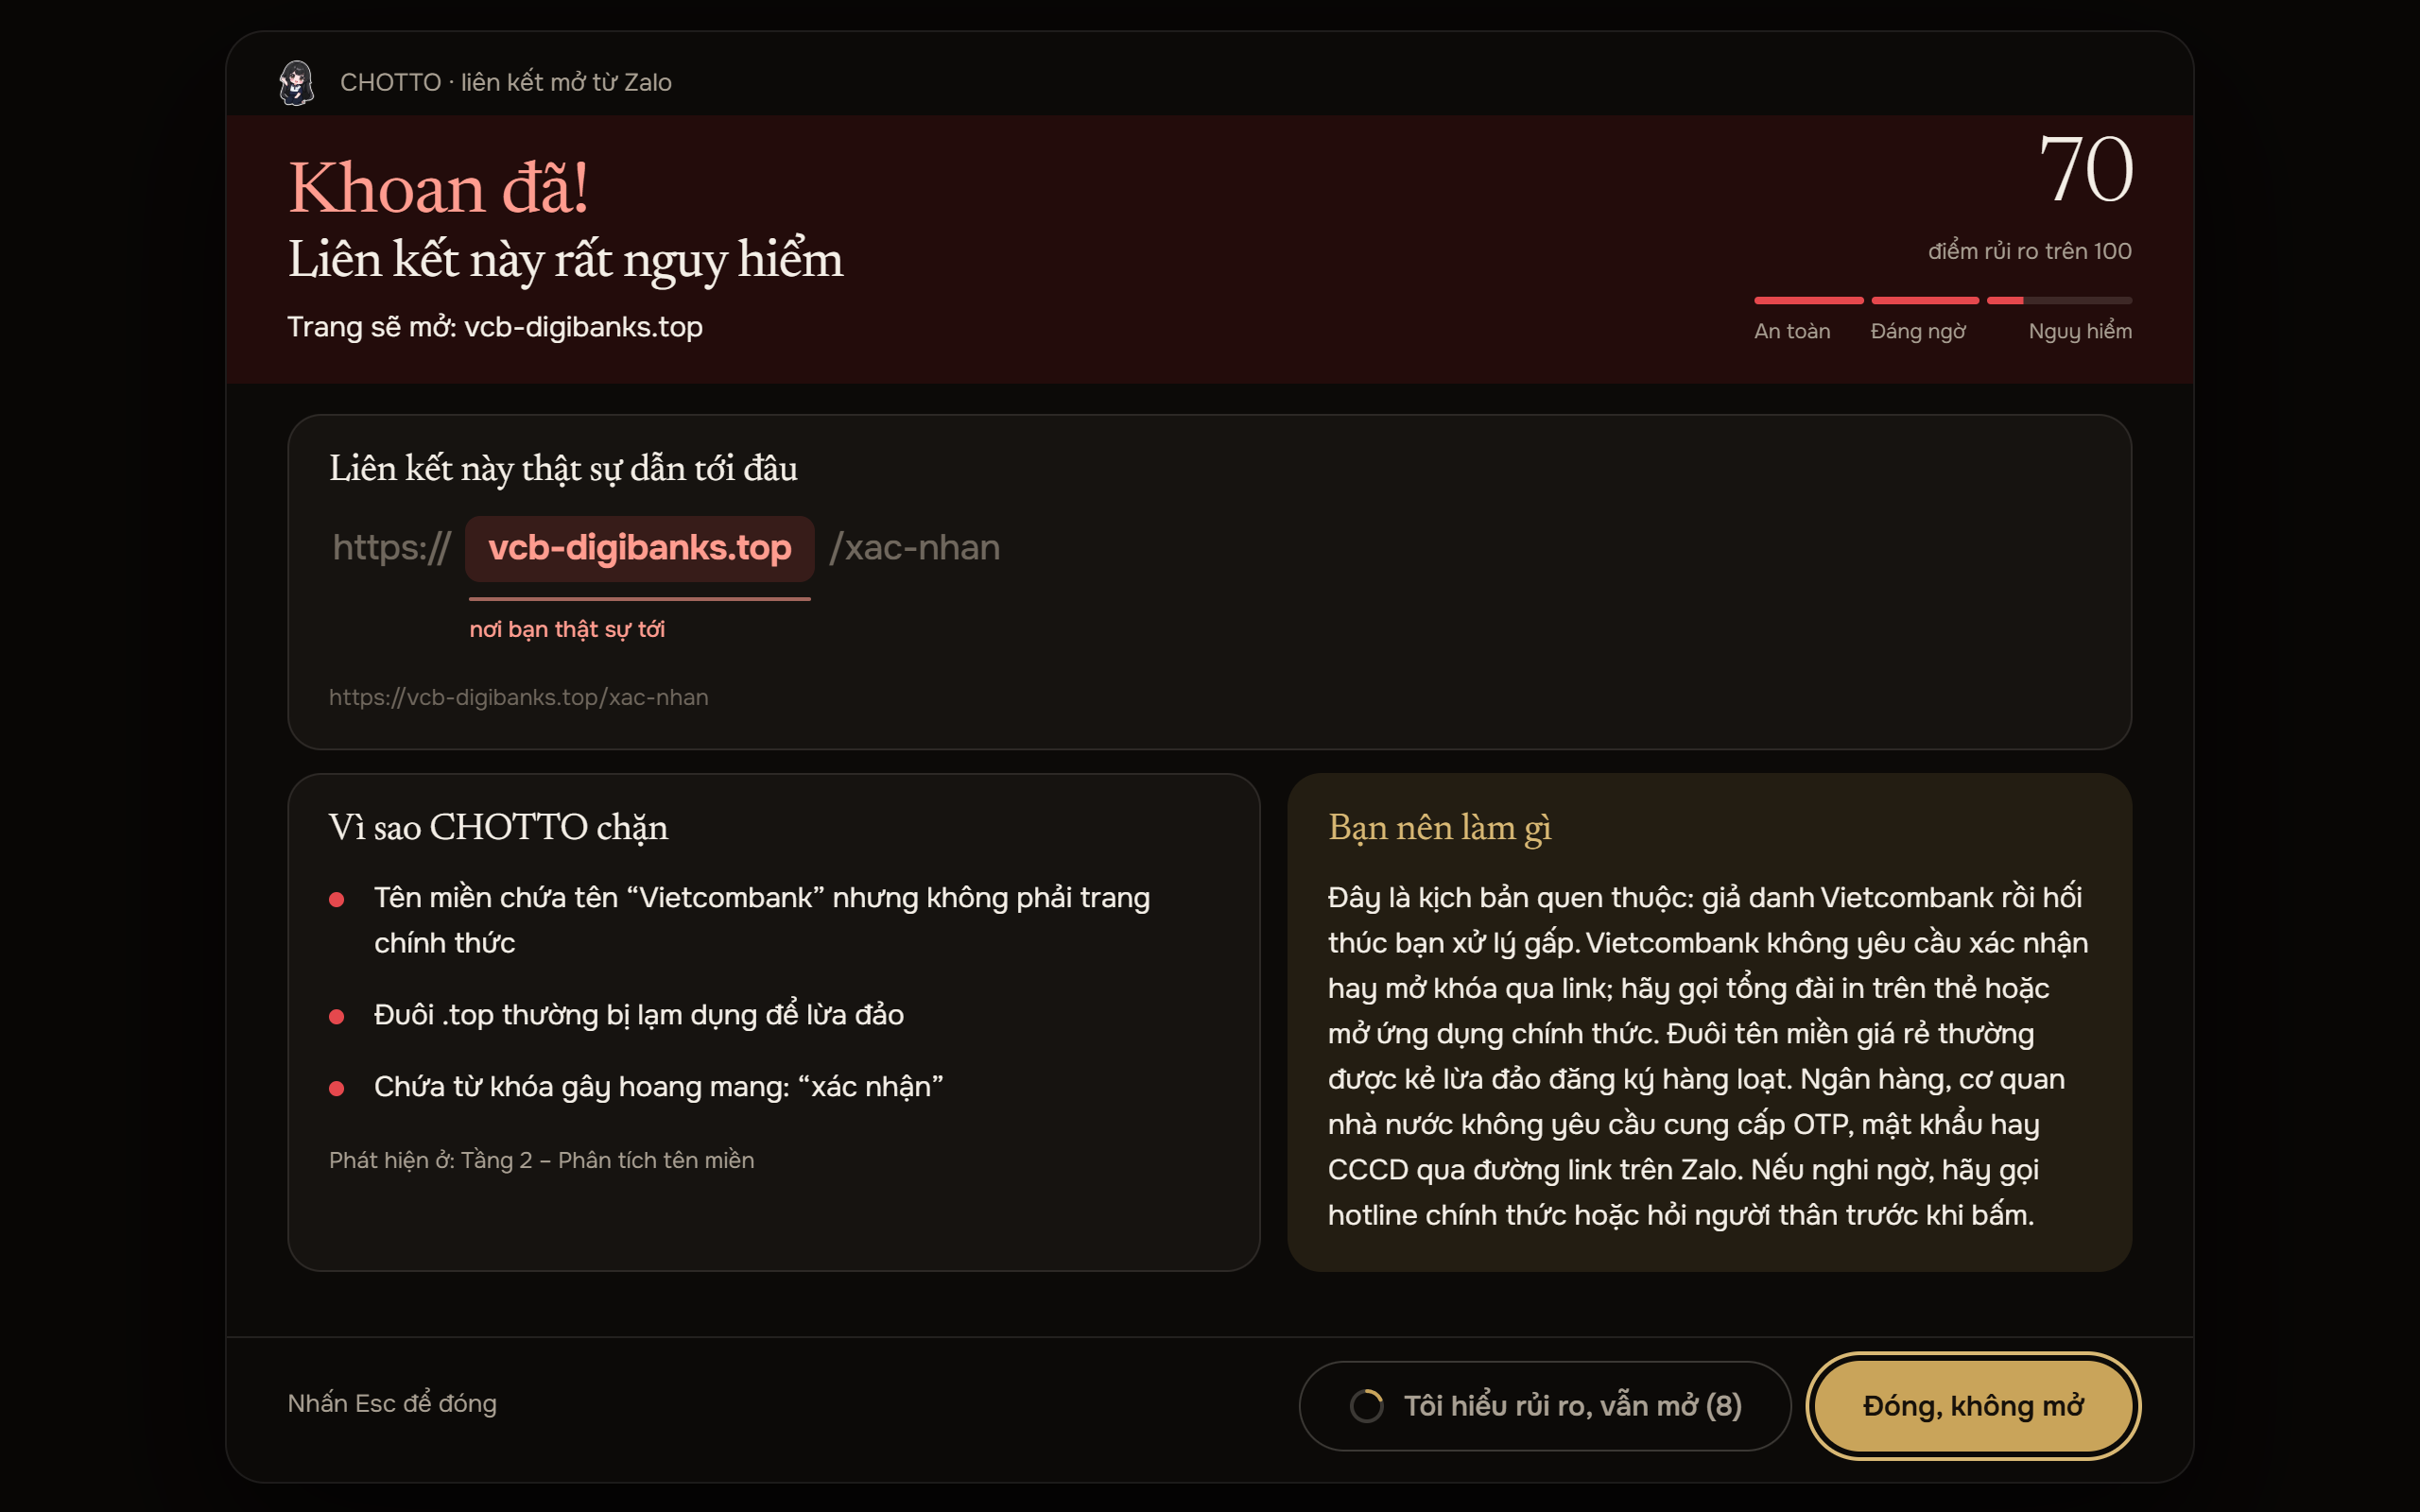 CHOTTO · liên kết mở từ Zalo
Khoan đã!
Liên kết này rất nguy hiểm
Trang sẽ mở: vcb-digibanks.top
70
điểm rủi ro trên 100
An toàn
Đáng ngờ
Nguy hiểm
Liên kết này thật sự dẫn tới đâu
https:// vcb-digibanks.top /xac-nhan
nơi bạn thật sự tới
https://vcb-digibanks.top/xac-nhan
Vì sao CHOTTO chặn
Tên miền chứa tên “Vietcombank” nhưng không phải trang
chính thức
Đuôi .top thường bị lạm dụng để lừa đảo
Chứa từ khóa gây hoang mang: “xác nhận”
Phát hiện ở: Tầng 2 – Phân tích tên miền
Bạn nên làm gì
Đây là kịch bản quen thuộc: giả danh Vietcombank rồi hối
thúc bạn xử lý gấp. Vietcombank không yêu cầu xác nhận
hay mở khóa qua link; hãy gọi tổng đài in trên thẻ hoặc
mở ứng dụng chính thức. Đuôi tên miền giá rẻ thường
được kẻ lừa đảo đăng ký hàng loạt. Ngân hàng, cơ quan
nhà nước không yêu cầu cung cấp OTP, mật khẩu hay
CCCD qua đường link trên Zalo. Nếu nghi ngờ, hãy gọi
hotline chính thức hoặc hỏi người thân trước khi bấm.
Nhấn Esc để đóng
Tôi hiểu rủi ro, vẫn mở (8)
Đóng, không mở